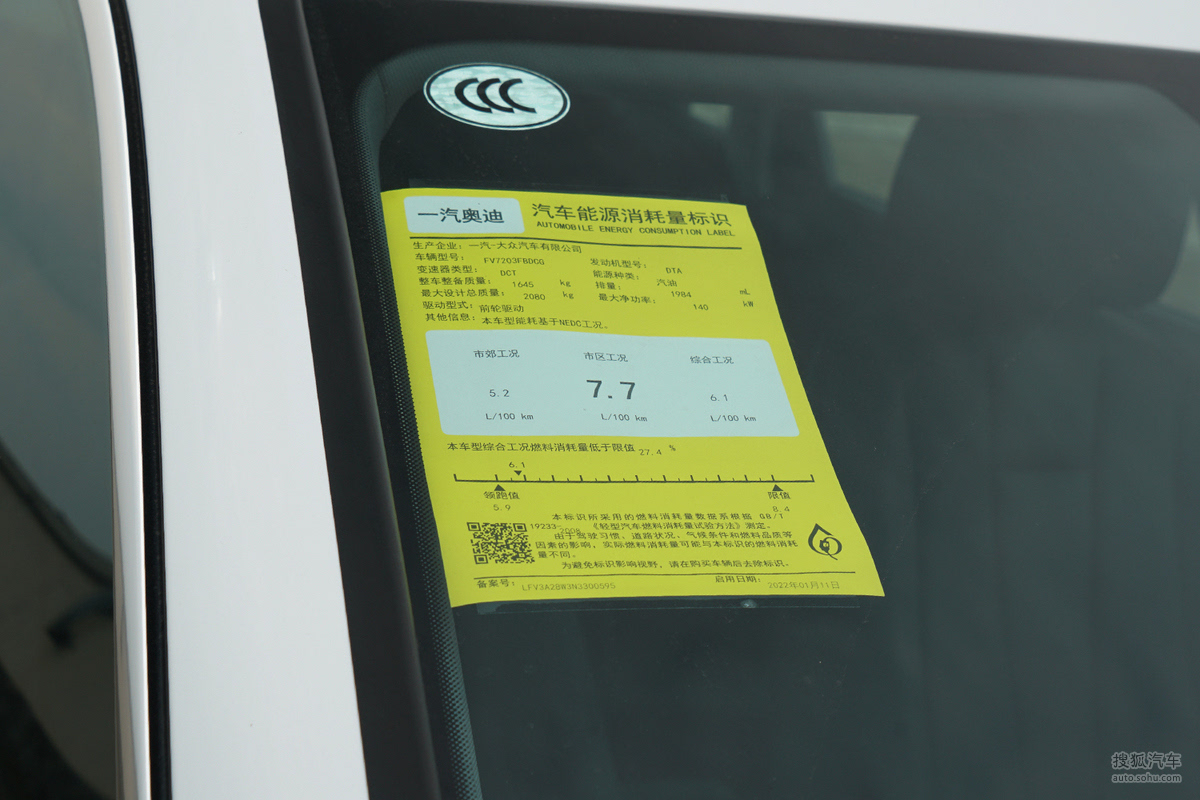 CCC
一汽奥迪
汽车能源消耗量标识
AUTOMOBILE ENERGY CONSUMPTION LABEL
生产企业：一汽-大众汽车有限公司
车辆型号： FV7203FBDCG 发动机型号： DTA
变速器类型： DCT 能源种类： 汽油
整车整备质量： 1645 kg 排量： 1984 mL
最大设计总质量： 2080 kg 最大净功率： 140 kW
驱动型式：前轮驱动
其他信息：本车型能耗基于NEDC工况。
市郊工况 市区工况 综合工况
5.2 7.7 6.1
L/100 km L/100 km L/100 km
本车型综合工况燃料消耗量低于限值 27.4 %
6.1
领跑值 限值
5.9 8.4
本标识所采用的燃料消耗量数据系根据 GB/T
19233-2008 《轻型汽车燃料消耗量试验方法》测定。
由于驾驶习惯、道路状况、气候条件和燃料品质等
因素的影响，实际燃料消耗量可能与本标识的燃料消耗
量不同。
为避免标识影响视野，请在购买车辆后去除标识。
备案号： LFV3A28W3N3300695 启用日期： 2022年01月11日
搜狐汽车
auto.sohu.com